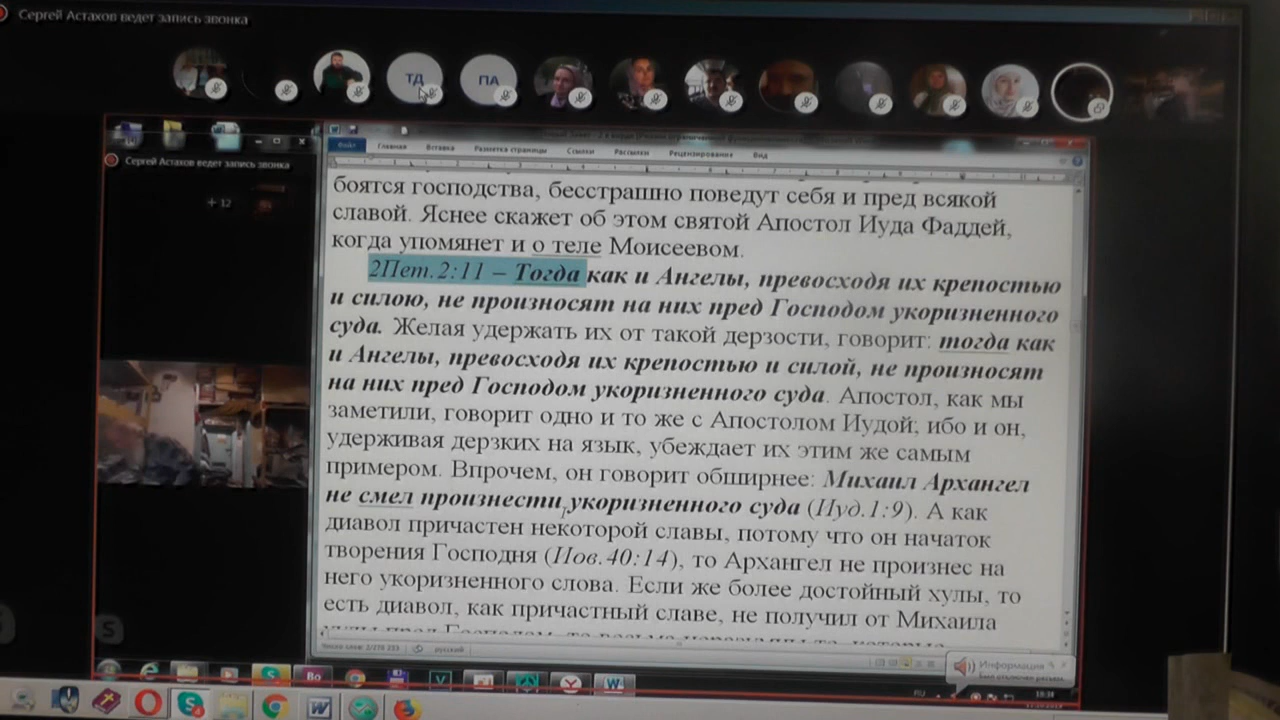 Сергей Астахов ведет запись звонка
ТД
ПА
Сергей Астахов ведет запись звонка
+ 12
Файл Главная Вставка Разметка страницы Ссылки Рассылки Рецензирование Вид
боятся господства, бесстрашно поведут себя и пред всякой
славой. Яснее скажет об этом святой Апостол Иуда Фаддей,
когда упомянет и о теле Моисеевом.
2Пет.2:11 – Тогда как и Ангелы, превосходя их крепостью
и силою, не произносят на них пред Господом укоризненного
суда. Желая удержать их от такой дерзости, говорит: тогда как
и Ангелы, превосходя их крепостью и силой, не произносят
на них пред Господом укоризненного суда. Апостол, как мы
заметили, говорит одно и то же с Апостолом Иудой; ибо и он,
удерживая дерзких на язык, убеждает их этим же самым
примером. Впрочем, он говорит обширнее: Михаил Архангел
не смел произнести укоризненного суда (Иуд.1:9). А как
диавол причастен некоторой славы, потому что он начаток
творения Господня (Иов.40:14), то Архангел не произнес на
него укоризненного слова. Если же более достойный хулы, то
есть диавол, как причастный славе, не получил от Михаила
русский
Информация
RU
18:38